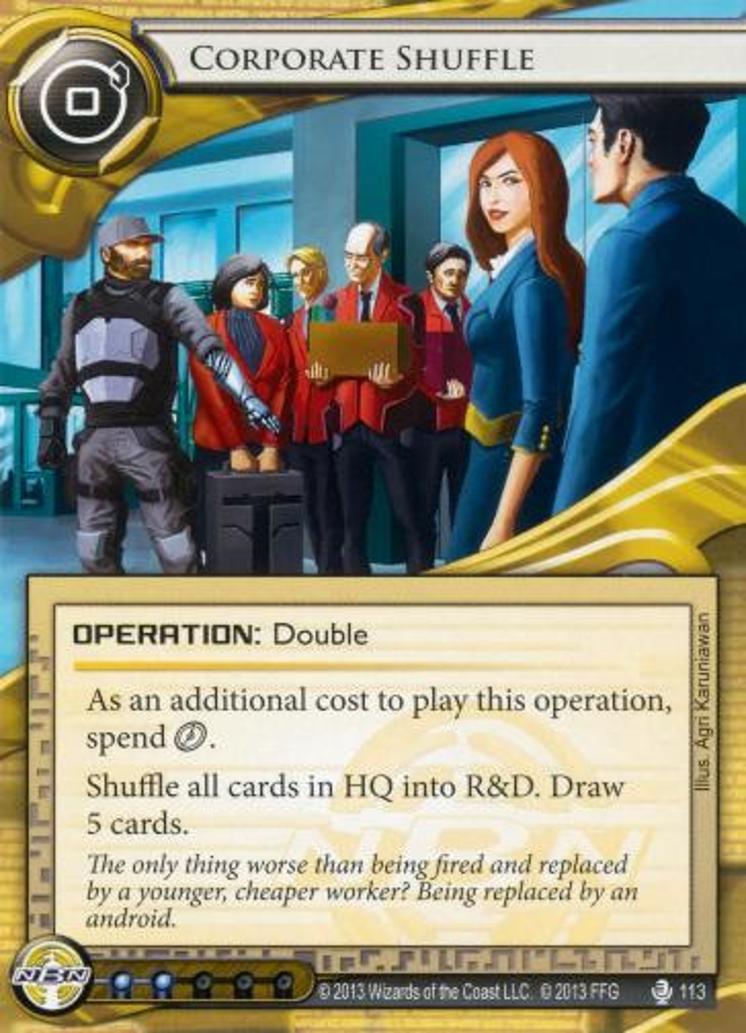 CORPORATE SHUFFLE
OPERATION: Double
As an additional cost to play this operation,
spend .
Shuffle all cards in HQ into R&D. Draw
5 cards.
The only thing worse than being fired and replaced
by a younger, cheaper worker? Being replaced by an
android.
Illus. Agri Karuniawan
NBN
NBN
© 2013 Wizards of the Coast LLC. © 2013 FFG
113